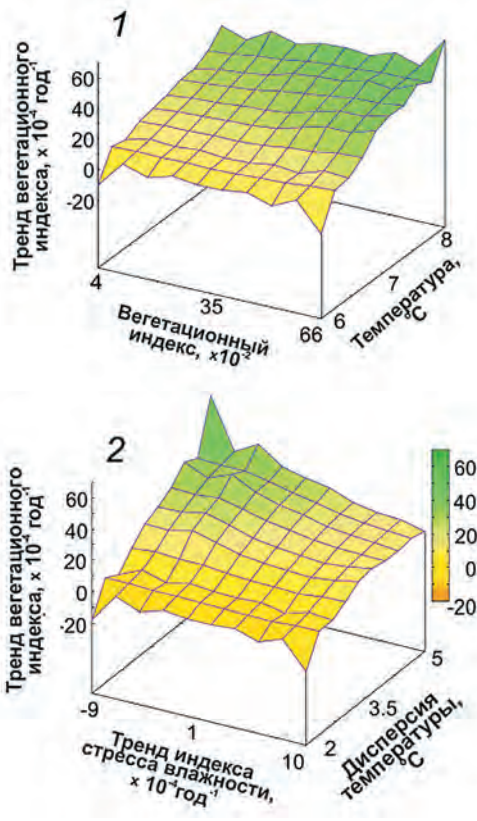 1
Тренд вегетационного
индекса, х 10⁻⁴ год⁻¹
60
40
20
0
-20
4
35
66
Вегетационный
индекс, х10⁻²
6
7
8
Температура,
°С
2
Тренд вегетационного
индекса, х 10⁻⁴ год⁻¹
60
40
20
0
-20
-9
1
10
Тренд индекса
стресса влажности,
х 10⁻⁴год⁻¹
2
3.5
5
Дисперсия
температуры,
°С
60
40
20
0
-20